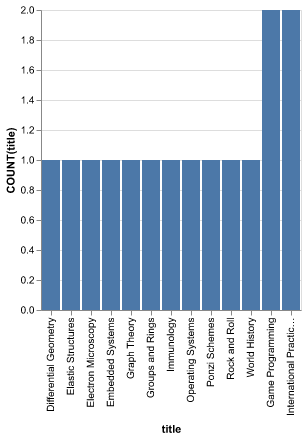 2.0
1.8
1.6
1.4
1.2
1.0
0.8
0.6
0.4
0.2
0.0
COUNT(title)
Differential Geometry
Elastic Structures
Electron Microscopy
Embedded Systems
Graph Theory
Groups and Rings
Immunology
Operating Systems
Ponzi Schemes
Rock and Roll
World History
Game Programming
International Practic…
title